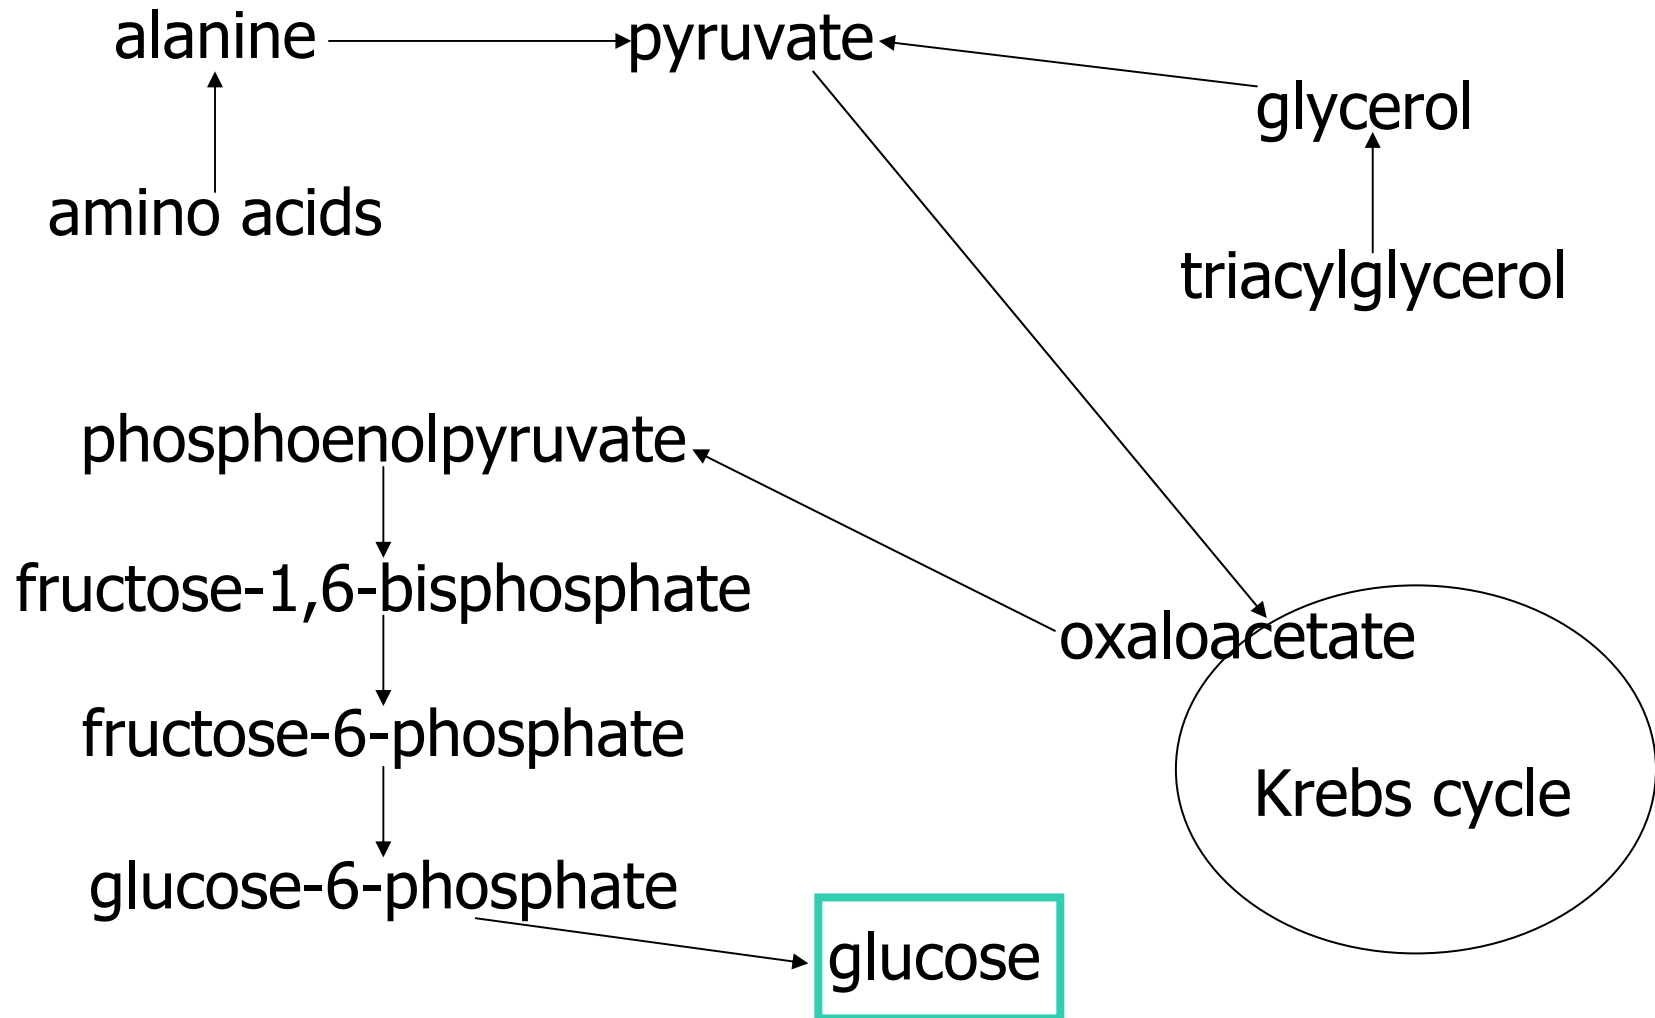 alanine
pyruvate
glycerol
amino acids
triacylglycerol
phosphoenolpyruvate
fructose-1,6-bisphosphate
oxaloacetate
fructose-6-phosphate
Krebs cycle
glucose-6-phosphate
glucose